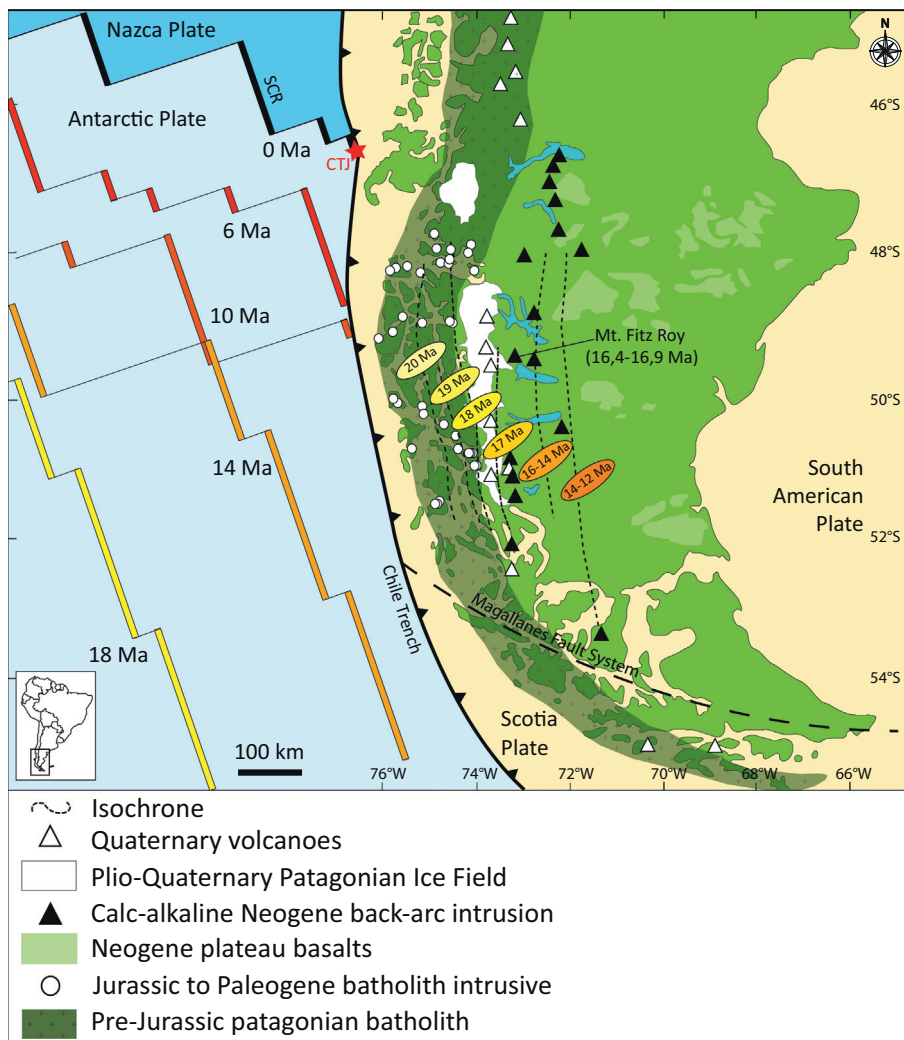 Nazca Plate
SCR
N
Antarctic Plate
46°S
0 Ma
CTJ
6 Ma
48°S
10 Ma
Mt. Fitz Roy
(16,4-16,9 Ma)
20 Ma
19 Ma
50°S
18 Ma
17 Ma
14 Ma
16-14 Ma
14-12 Ma
South
American
Plate
52°S
Chile Trench
Magallanes Fault System
18 Ma
54°S
Scotia
Plate
100 km
76°W
74°W
72°W
70°W
68°W
66°W
Isochrone
Quaternary volcanoes
Plio-Quaternary Patagonian Ice Field
Calc-alkaline Neogene back-arc intrusion
Neogene plateau basalts
Jurassic to Paleogene batholith intrusive
Pre-Jurassic patagonian batholith